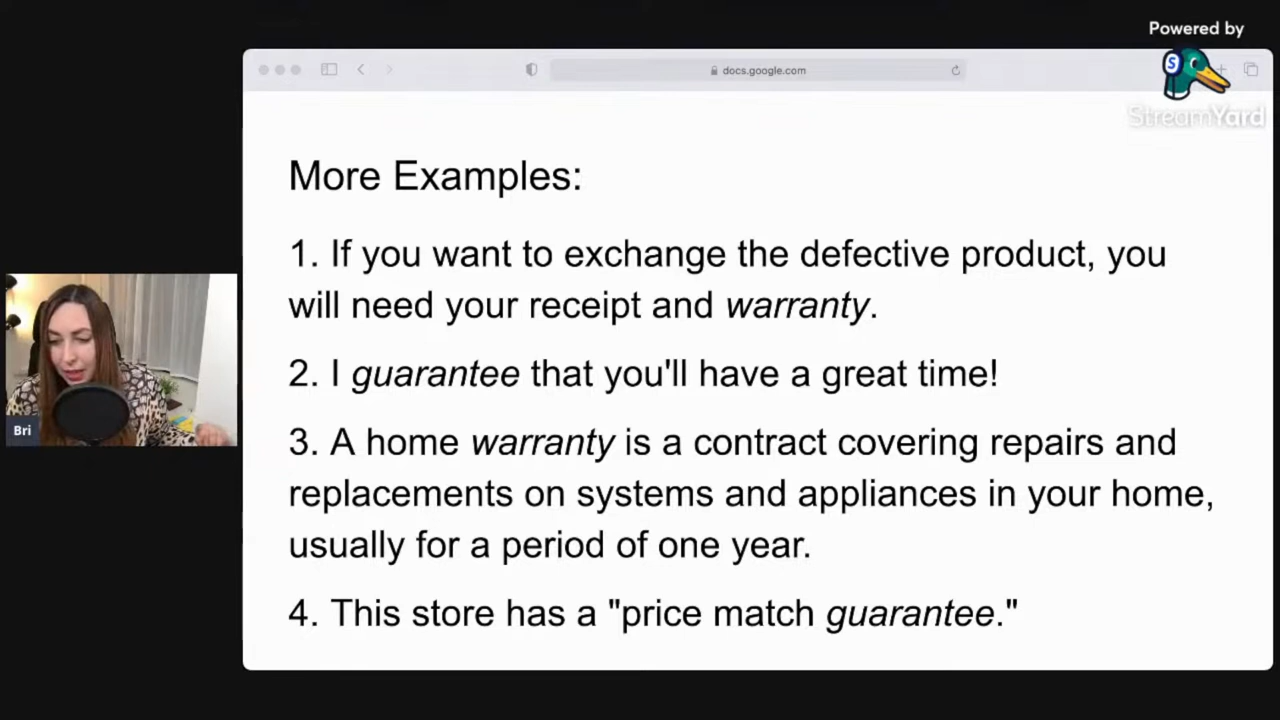 Powered by
docs.google.com
S
StreamYard
More Examples:
1. If you want to exchange the defective product, you
will need your receipt and warranty.
2. I guarantee that you'll have a great time!
3. A home warranty is a contract covering repairs and
replacements on systems and appliances in your home,
usually for a period of one year.
4. This store has a "price match guarantee."
Bri